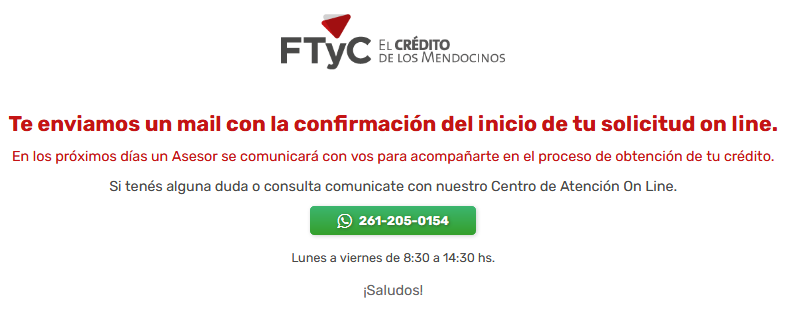 FTyC EL CRÉDITO
DE LOS MENDOCINOS
Te enviamos un mail con la confirmación del inicio de tu solicitud on line.
En los próximos días un Asesor se comunicará con vos para acompañarte en el proceso de obtención de tu crédito.
Si tenés alguna duda o consulta comunicate con nuestro Centro de Atención On Line.
261-205-0154
Lunes a viernes de 8:30 a 14:30 hs.
¡Saludos!